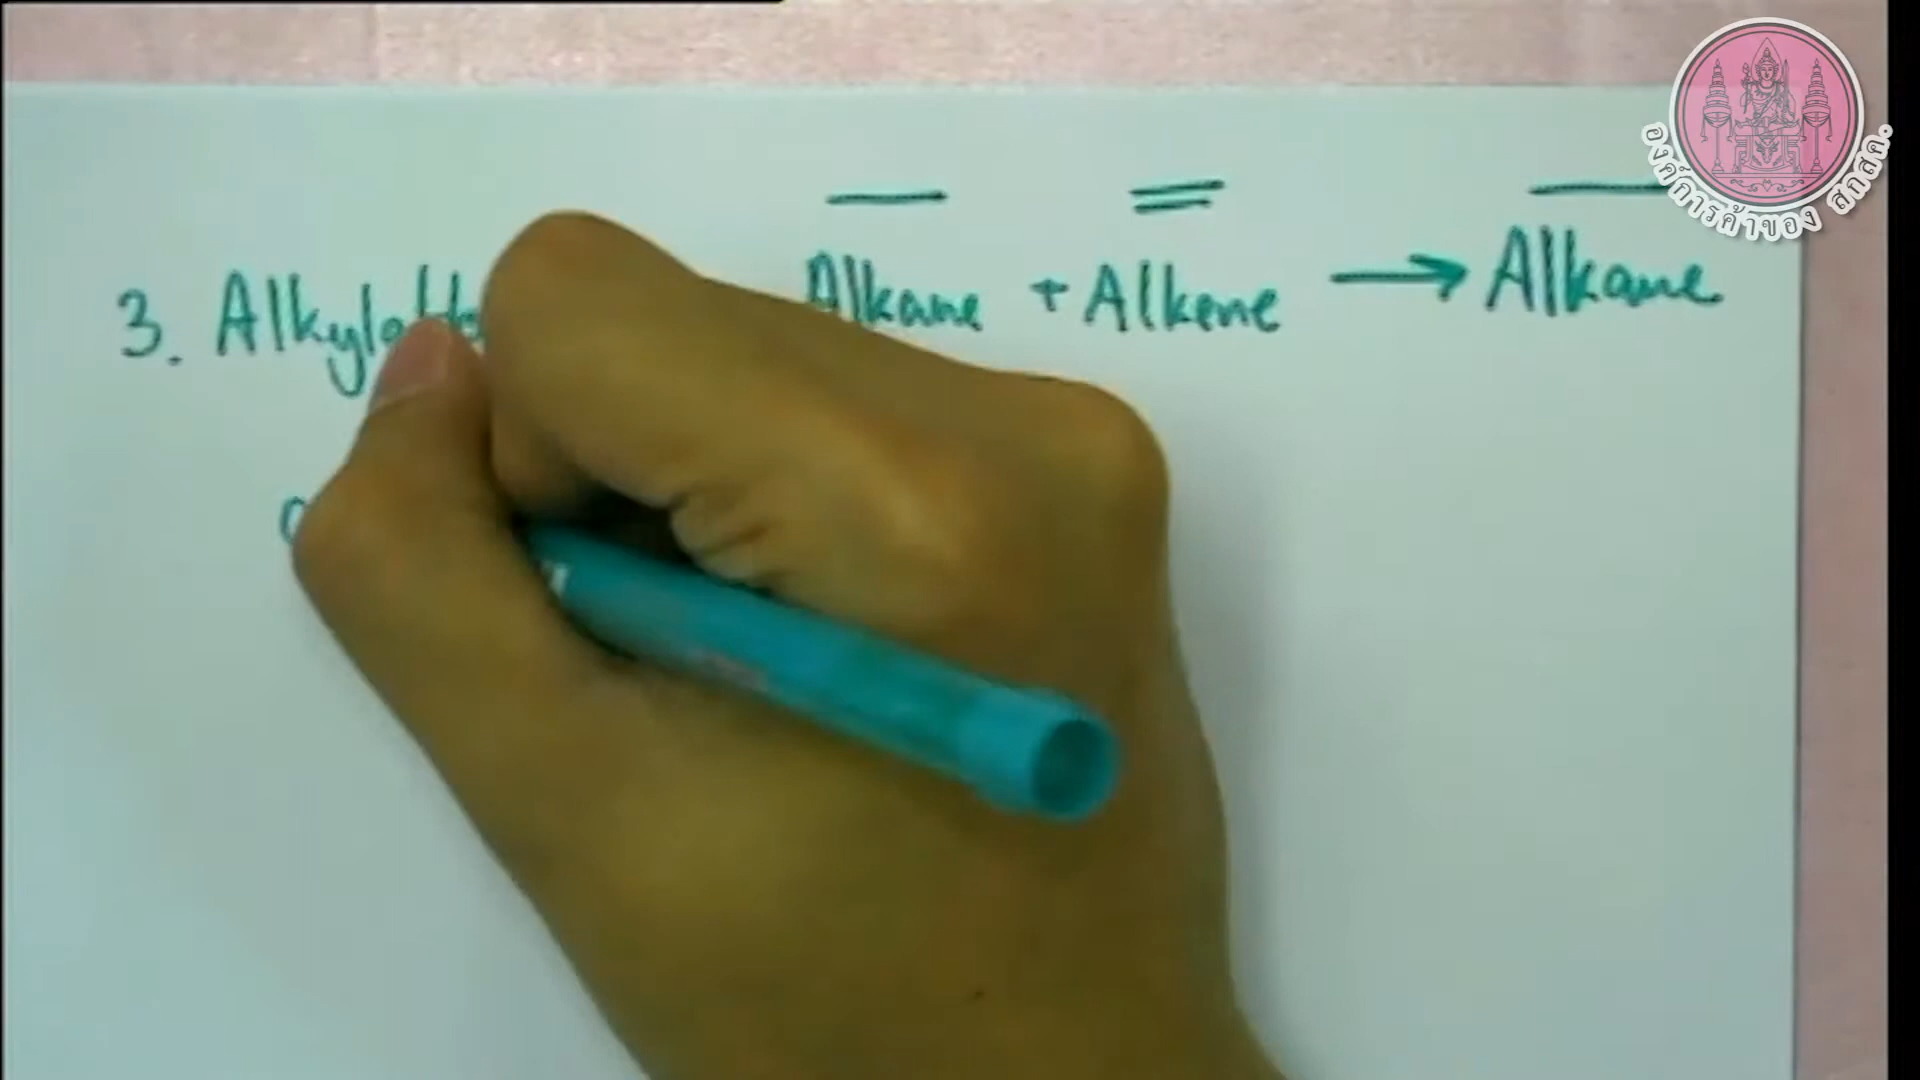 3. Alkylatio Alkane + Alkene → Alkane
องค์การค้าของ สกสค.